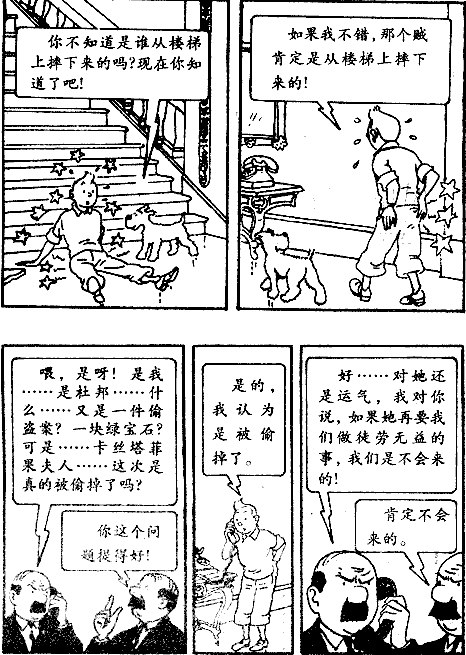 你不知道是谁从楼梯
上摔下来的吗?现在你知
道了吧!
如果我不错,那个贼
肯定是从楼梯上摔下
来的!
喂,是呀!是我
……是杜邦……什
么……又是一件偷
盗案?一块绿宝石?
可是……卡丝塔菲
果夫人……这次是
真的被偷掉了吗?
你这个问
题提得好!
是的,
我认为
是被偷
掉了。
好……对她还
是运气,我对你
说,如果她再要我
们做徒劳无益的
事,我们是不会来
的!
肯定不会
来的。